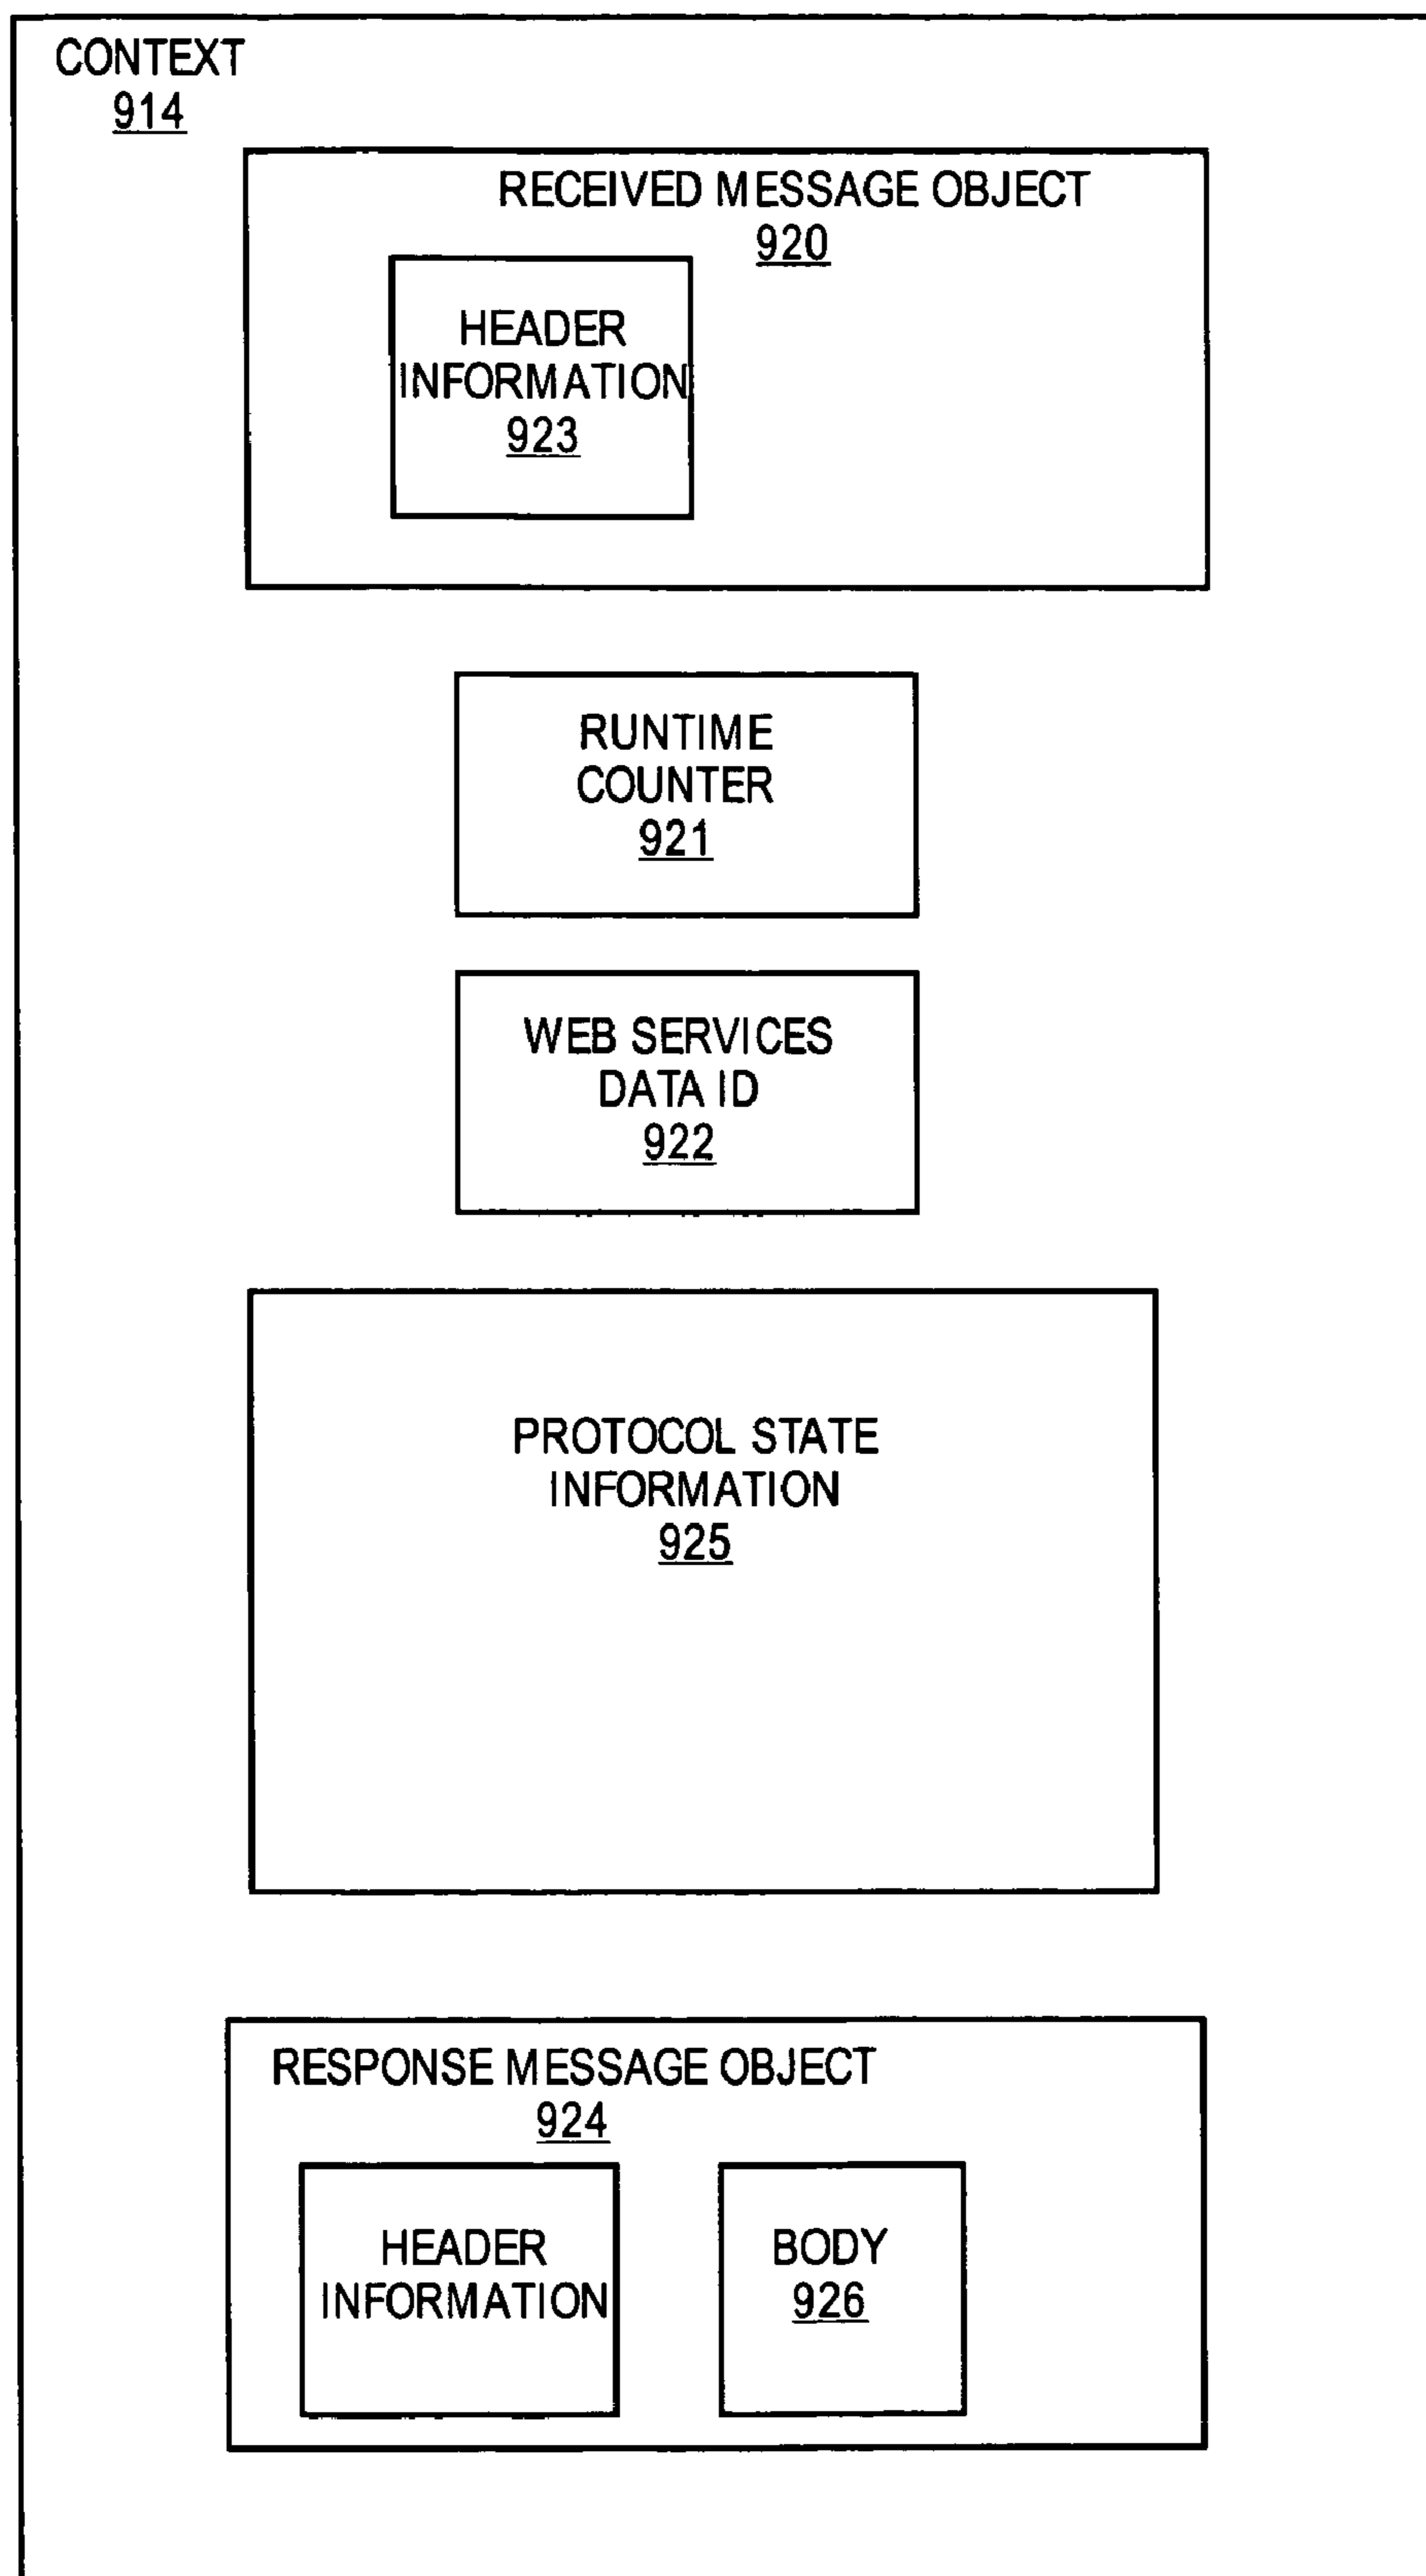 CONTEXT
914
RECEIVED MESSAGE OBJECT
920
HEADER
INFORMATION
923
RUNTIME
COUNTER
921
WEB SERVICES
DATA ID
922
PROTOCOL STATE
INFORMATION
925
RESPONSE MESSAGE OBJECT
924
HEADER
INFORMATION
BODY
926